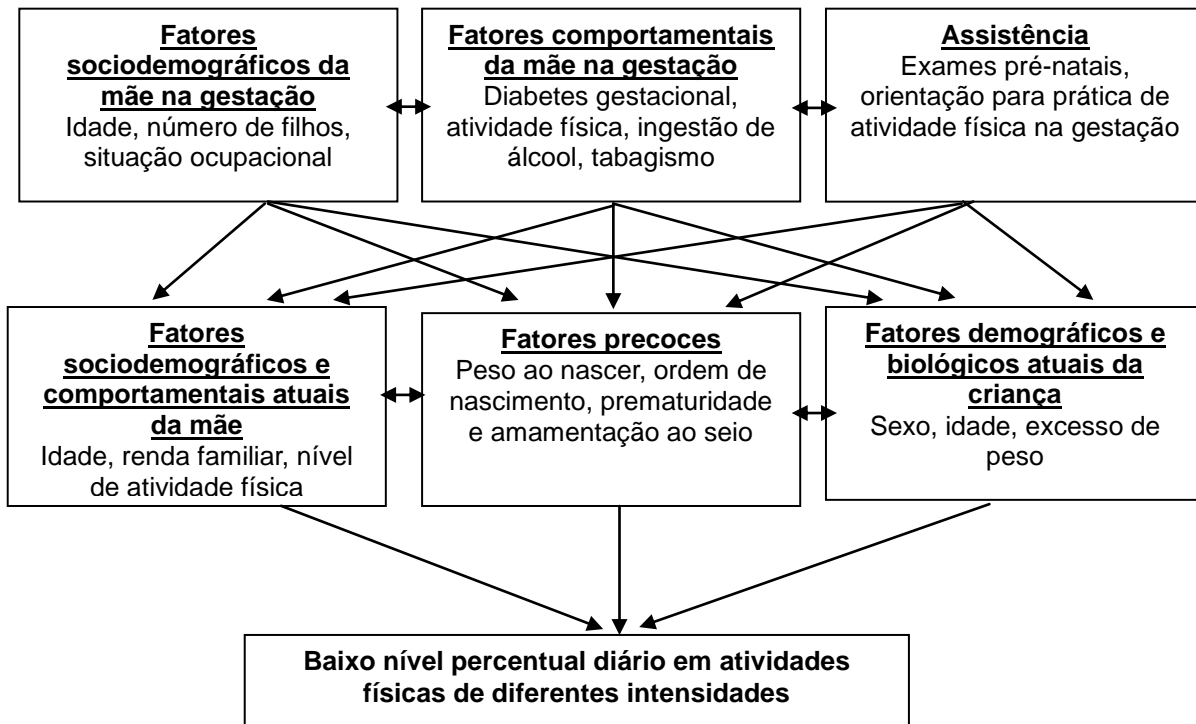 Fatores
sociodemográficos da
mãe na gestação
Idade, número de filhos,
situação ocupacional
Fatores comportamentais
da mãe na gestação
Diabetes gestacional,
atividade física, ingestão de
álcool, tabagismo
Assistência
Exames pré-natais,
orientação para prática de
atividade física na gestação
Fatores
sociodemográficos e
comportamentais atuais
da mãe
Idade, renda familiar, nível
de atividade física
Fatores precoces
Peso ao nascer, ordem de
nascimento, prematuridade
e amamentação ao seio
Fatores demográficos e
biológicos atuais da
criança
Sexo, idade, excesso de
peso
Baixo nível percentual diário em atividades
físicas de diferentes intensidades